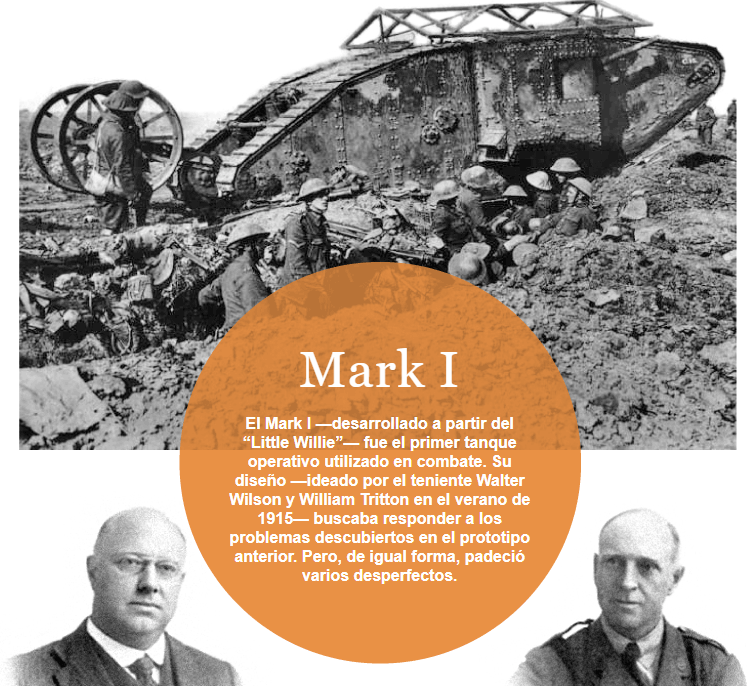 Mark I
El Mark I —desarrollado a partir del
“Little Willie”— fue el primer tanque
operativo utilizado en combate. Su
diseño —ideado por el teniente Walter
Wilson y William Tritton en el verano de
1915— buscaba responder a los
problemas descubiertos en el prototipo
anterior. Pero, de igual forma, padeció
varios desperfectos.